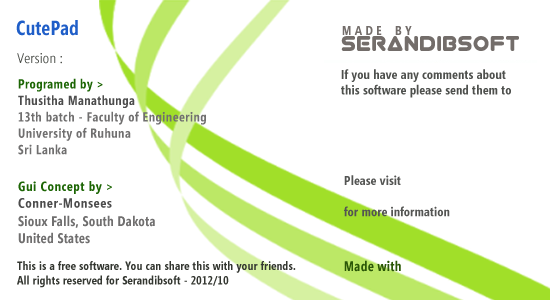 CutePad
Version :
Programed by >
Thusitha Manathunga
13th batch - Faculty of Engineering
University of Ruhuna
Sri Lanka
Gui Concept by >
Conner-Monsees
Sioux Falls, South Dakota
United States
This is a free software. You can share this with your friends.
All rights reserved for Serandibsoft - 2012/10
MADE BY
SERANDIBSOFT
If you have any comments about
this software please send them to
Please visit
for more information
Made with